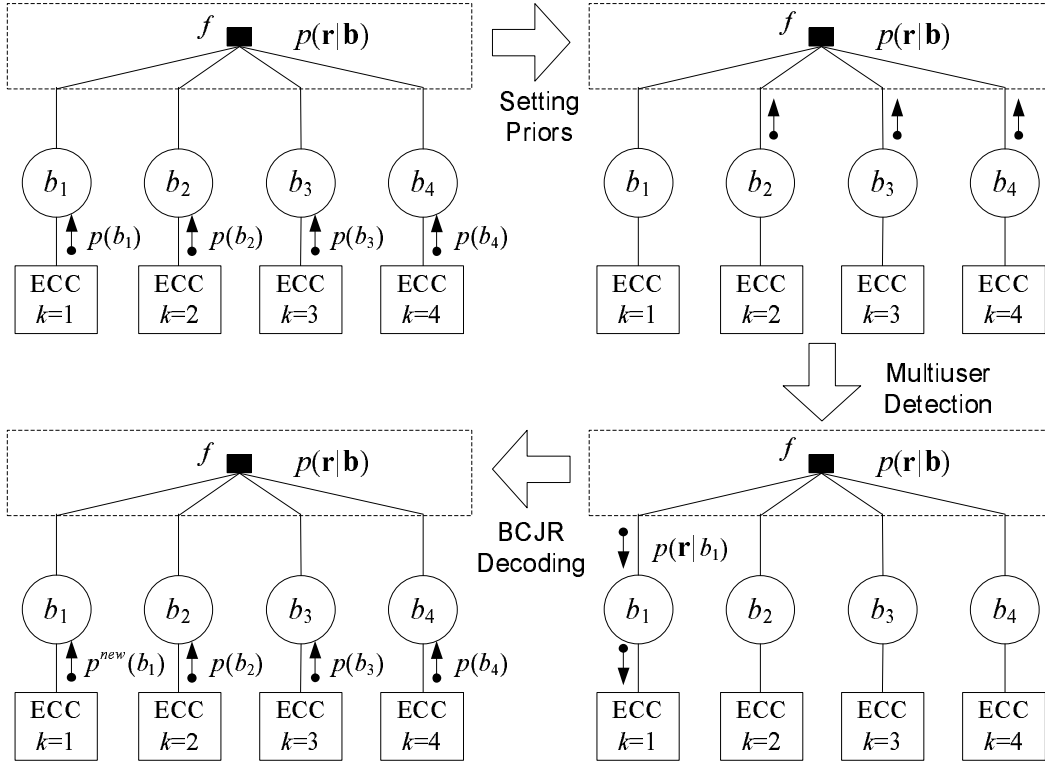 f p(r|b)
b1 b2 b3 b4
p(b1) p(b2) p(b3) p(b4)
ECC ECC ECC ECC
k=1 k=2 k=3 k=4
Setting
Priors
f p(r|b)
b1 b2 b3 b4
ECC ECC ECC ECC
k=1 k=2 k=3 k=4
Multiuser
Detection
f p(r|b)
p(r|b1)
b1 b2 b3 b4
ECC ECC ECC ECC
k=1 k=2 k=3 k=4
BCJR
Decoding
f p(r|b)
b1 b2 b3 b4
p^new(b1) p(b2) p(b3) p(b4)
ECC ECC ECC ECC
k=1 k=2 k=3 k=4